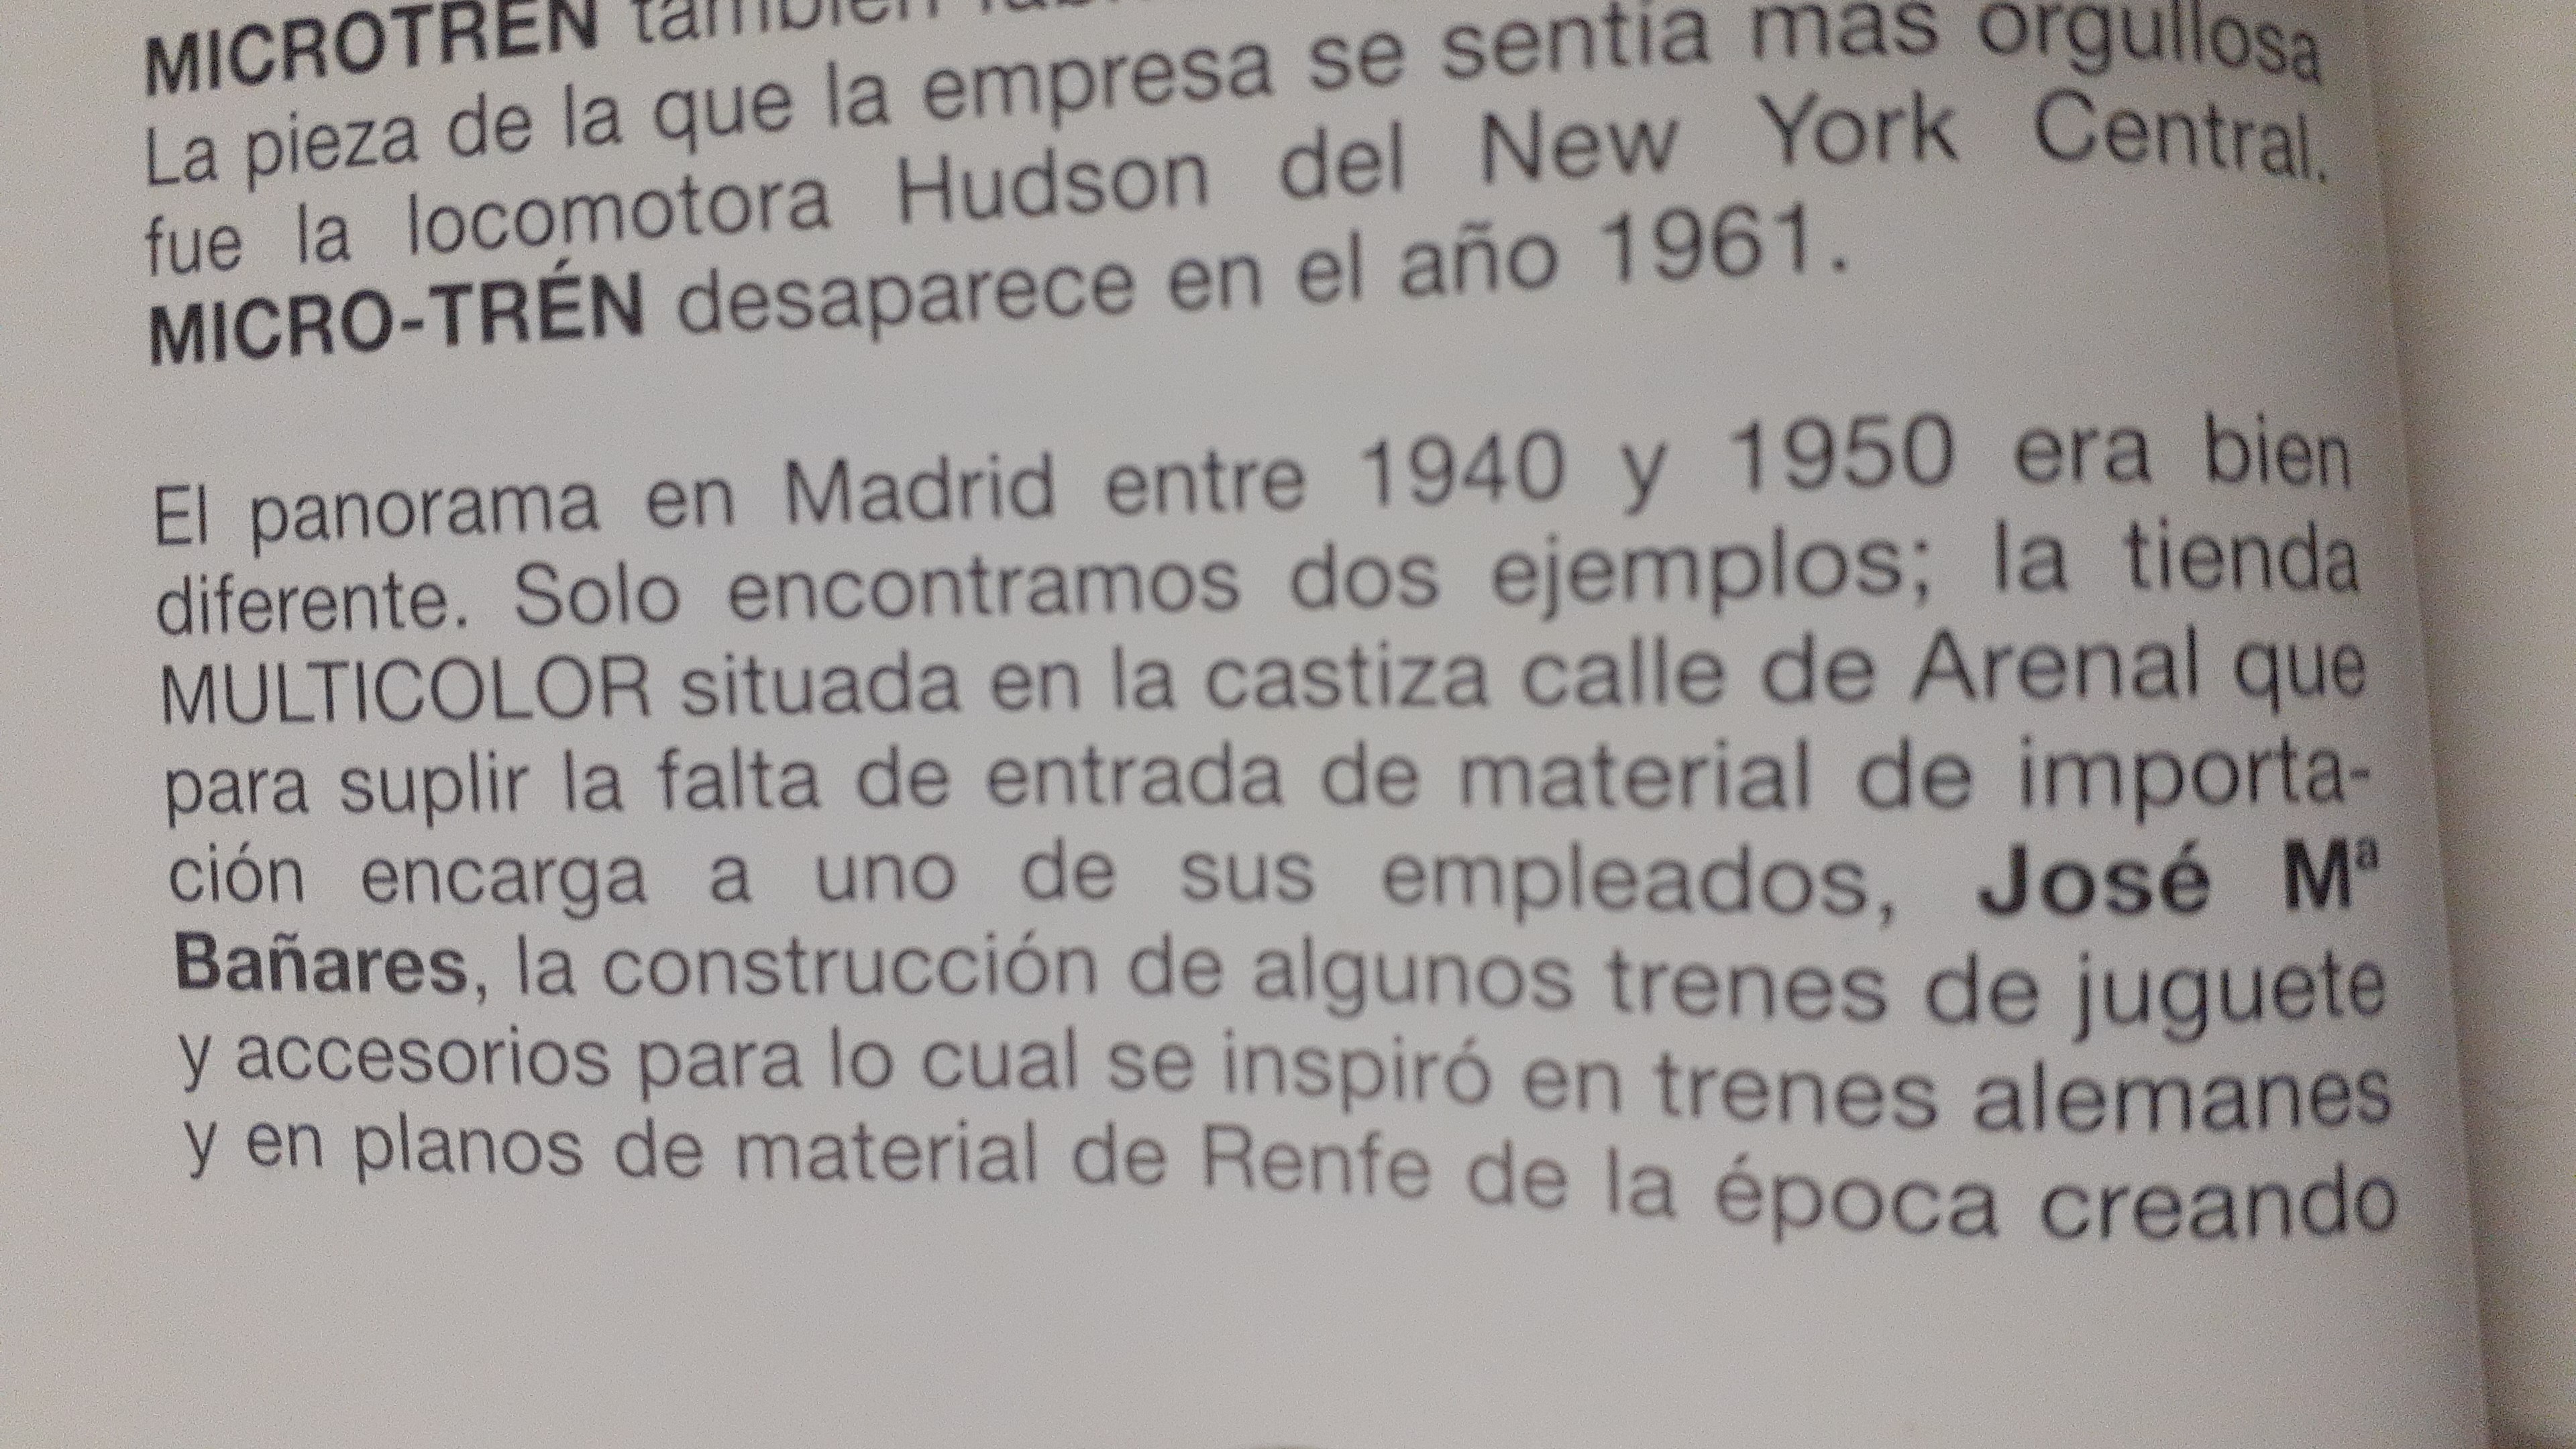 MICROTRÉN también
La pieza de la que la empresa se sentía más orgullosa
fue la locomotora Hudson del New York Central.
MICRO-TRÉN desaparece en el año 1961.
El panorama en Madrid entre 1940 y 1950 era bien
diferente. Solo encontramos dos ejemplos; la tienda
MULTICOLOR situada en la castiza calle de Arenal que
para suplir la falta de entrada de material de importa-
ción encarga a uno de sus empleados, José Mª
Bañares, la construcción de algunos trenes de juguete
y accesorios para lo cual se inspiró en trenes alemanes
y en planos de material de Renfe de la época creando